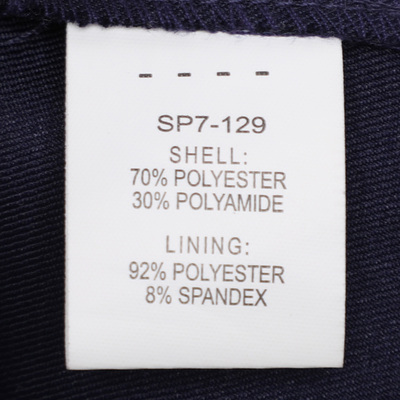 - - - -
SP7-129
SHELL:
70% POLYESTER
30% POLYAMIDE
LINING:
92% POLYESTER
8% SPANDEX